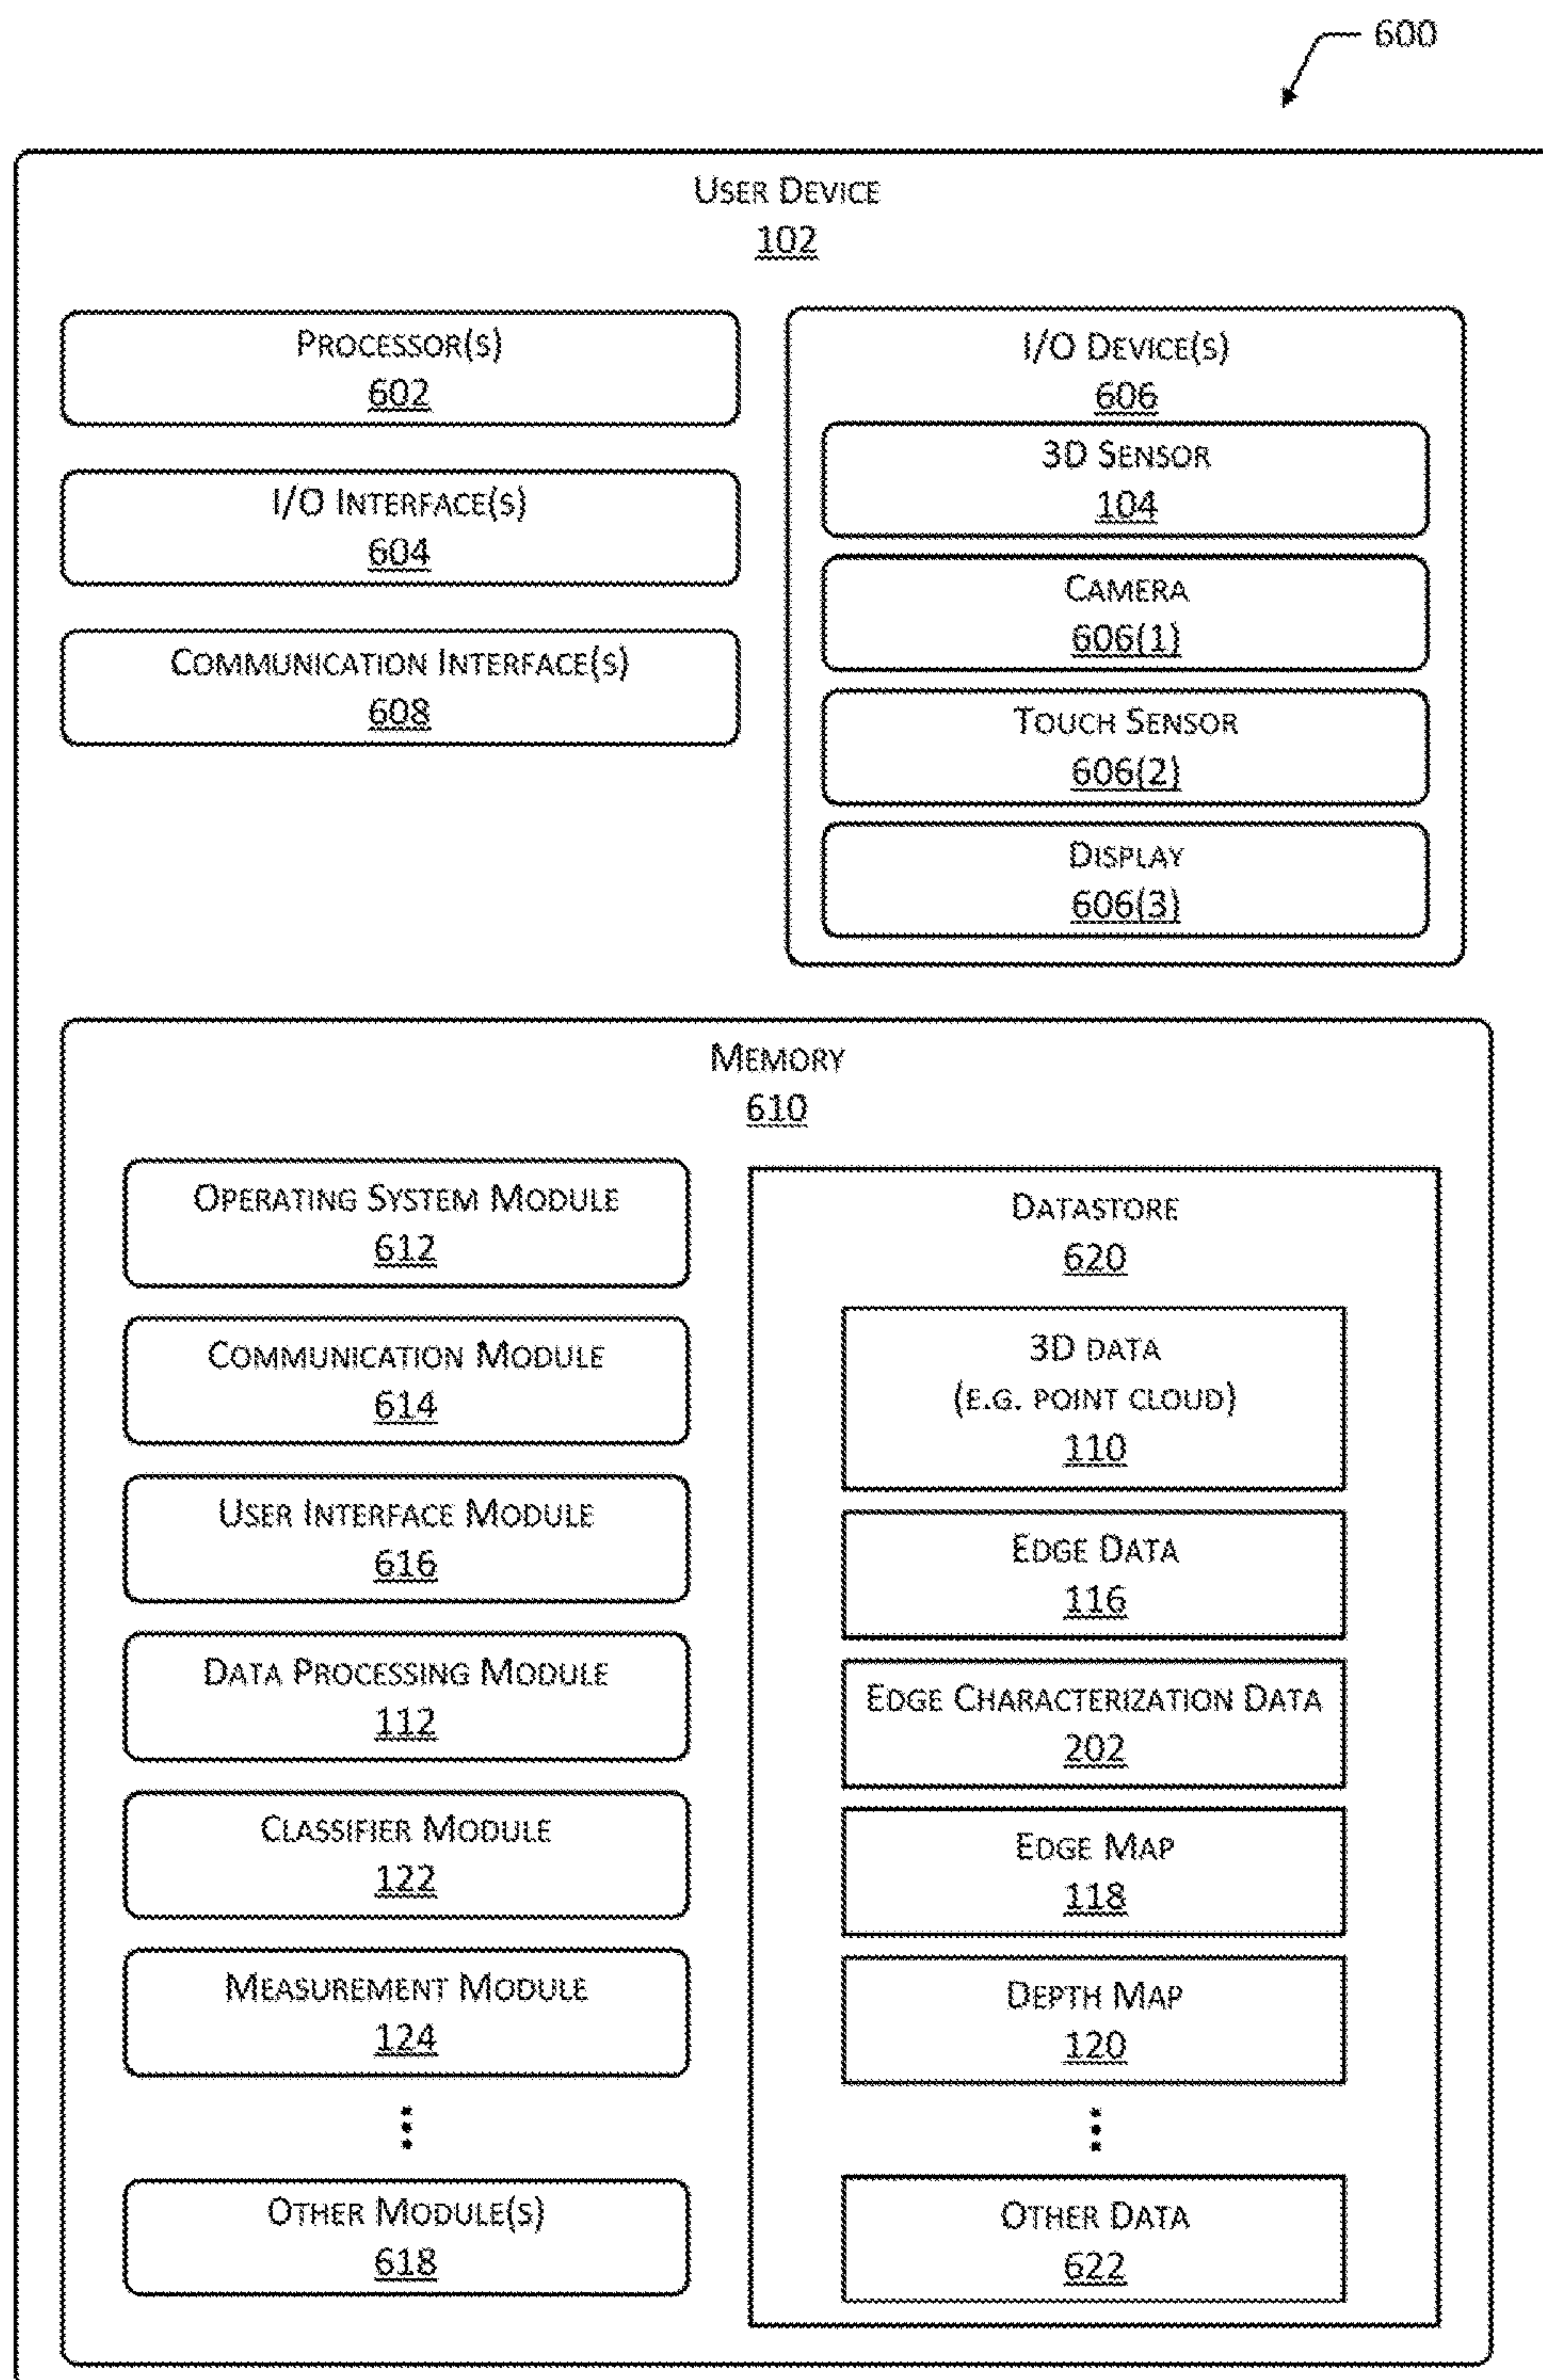 600
USER DEVICE
102
PROCESSOR(S)
602
I/O INTERFACE(S)
604
COMMUNICATION INTERFACE(S)
608
I/O DEVICE(S)
606
3D SENSOR
104
CAMERA
606(1)
TOUCH SENSOR
606(2)
DISPLAY
606(3)
MEMORY
610
OPERATING SYSTEM MODULE
612
COMMUNICATION MODULE
614
USER INTERFACE MODULE
616
DATA PROCESSING MODULE
112
CLASSIFIER MODULE
122
MEASUREMENT MODULE
124
OTHER MODULE(S)
618
DATASTORE
620
3D DATA
(E.G. POINT CLOUD)
110
EDGE DATA
116
EDGE CHARACTERIZATION DATA
202
EDGE MAP
118
DEPTH MAP
120
OTHER DATA
622